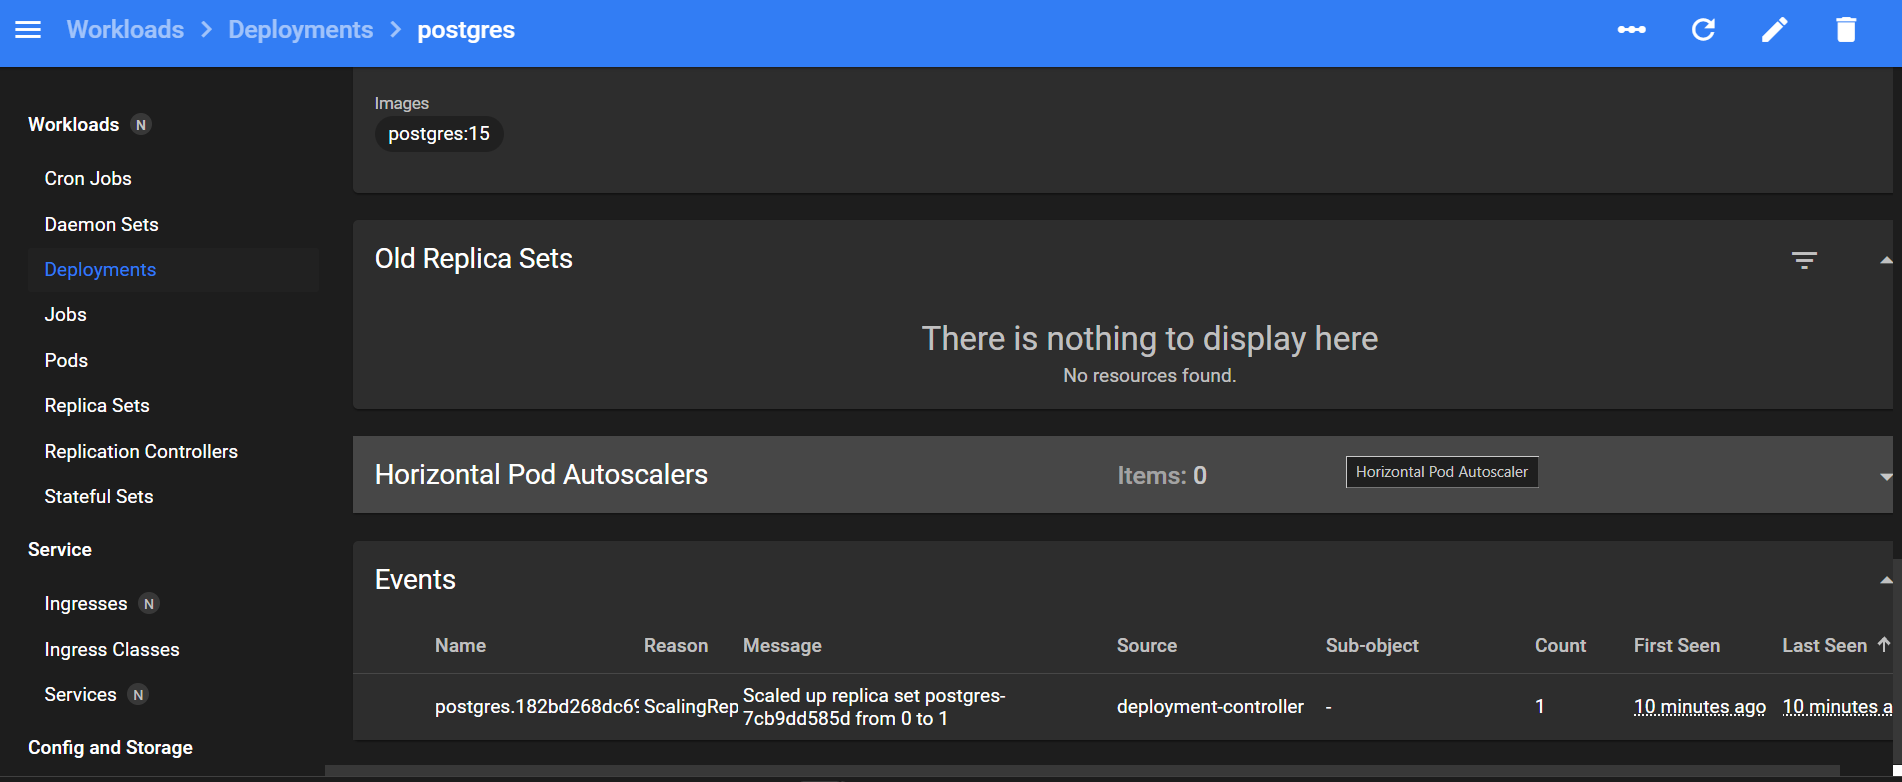 Workloads > Deployments > postgres
Workloads N
Cron Jobs
Daemon Sets
Deployments
Jobs
Pods
Replica Sets
Replication Controllers
Stateful Sets
Service
Ingresses N
Ingress Classes
Services N
Config and Storage
Images
postgres:15
Old Replica Sets
There is nothing to display here
No resources found.
Horizontal Pod Autoscalers Items: 0 Horizontal Pod Autoscaler
Events
Name Reason Message Source Sub-object Count First Seen Last Seen
postgres.182bd268dc69 ScalingRep Scaled up replica set postgres-
7cb9dd585d from 0 to 1 deployment-controller - 1 10 minutes ago 10 minutes a